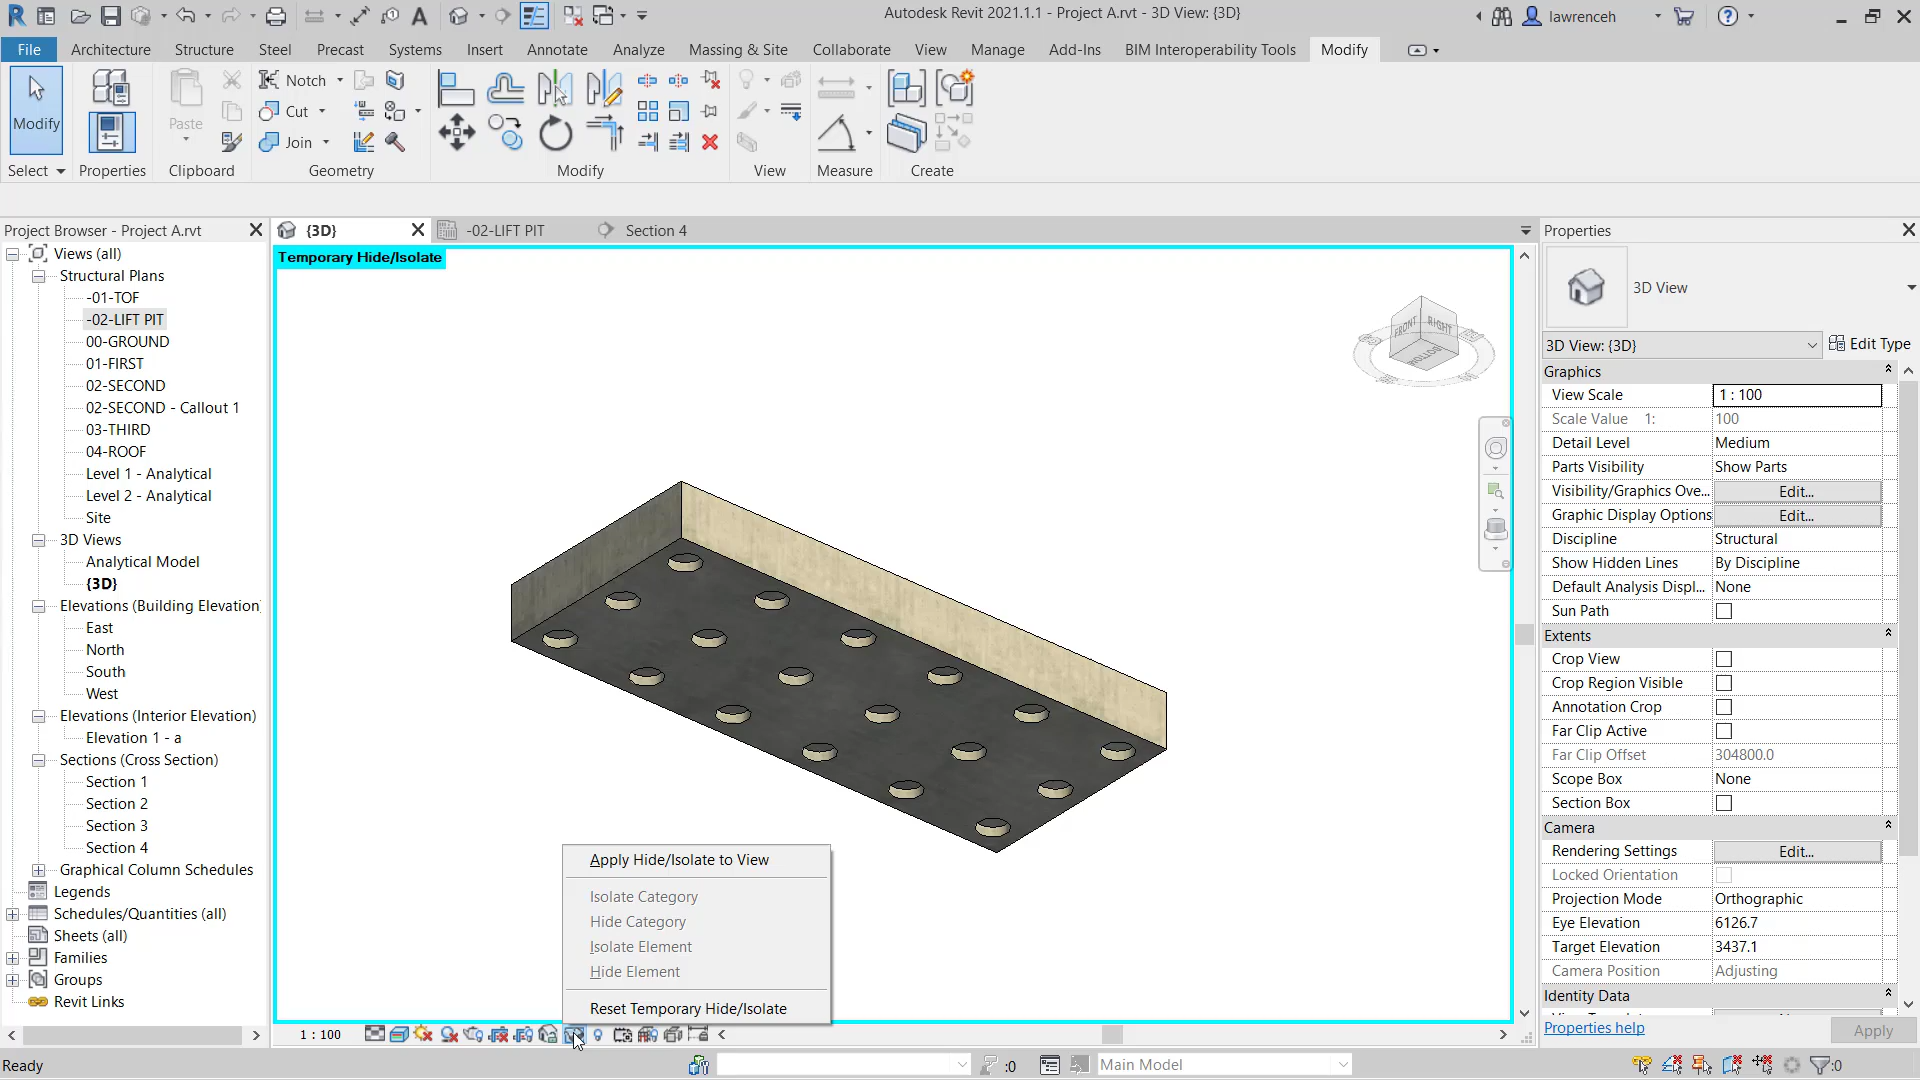 Autodesk Revit 2021.1.1 - Project A.rvt - 3D View: {3D}
lawrenceh
File
Architecture
Structure
Steel
Precast
Systems
Insert
Annotate
Analyze
Massing & Site
Collaborate
View
Manage
Add-Ins
BIM Interoperability Tools
Modify
Modify
Paste
Notch
Cut
Join
Select
Properties
Clipboard
Geometry
Modify
View
Measure
Create
Project Browser - Project A.rvt
{3D}
-02-LIFT PIT
Section 4
Properties
Views (all)
Structural Plans
-01-TOF
-02-LIFT PIT
00-GROUND
01-FIRST
02-SECOND
02-SECOND - Callout 1
03-THIRD
04-ROOF
Level 1 - Analytical
Level 2 - Analytical
Site
3D Views
Analytical Model
{3D}
Elevations (Building Elevation)
East
North
South
West
Elevations (Interior Elevation)
Elevation 1 - a
Sections (Cross Section)
Section 1
Section 2
Section 3
Section 4
Graphical Column Schedules
Legends
Schedules/Quantities (all)
Sheets (all)
Families
Groups
Revit Links
Temporary Hide/Isolate
FRONT
RIGHT
BOTTOM
Apply Hide/Isolate to View
Isolate Category
Hide Category
Isolate Element
Hide Element
Reset Temporary Hide/Isolate
1 : 100
3D View
3D View: {3D}
Edit Type
Graphics
View Scale 1 : 100
Scale Value 1: 100
Detail Level Medium
Parts Visibility Show Parts
Visibility/Graphics Ove... Edit...
Graphic Display Options Edit...
Discipline Structural
Show Hidden Lines By Discipline
Default Analysis Displ... None
Sun Path
Extents
Crop View
Crop Region Visible
Annotation Crop
Far Clip Active
Far Clip Offset 304800.0
Scope Box None
Section Box
Camera
Rendering Settings Edit...
Locked Orientation
Projection Mode Orthographic
Eye Elevation 6126.7
Target Elevation 3437.1
Camera Position Adjusting
Identity Data
Properties help
Apply
Ready
:0
Main Model
:0